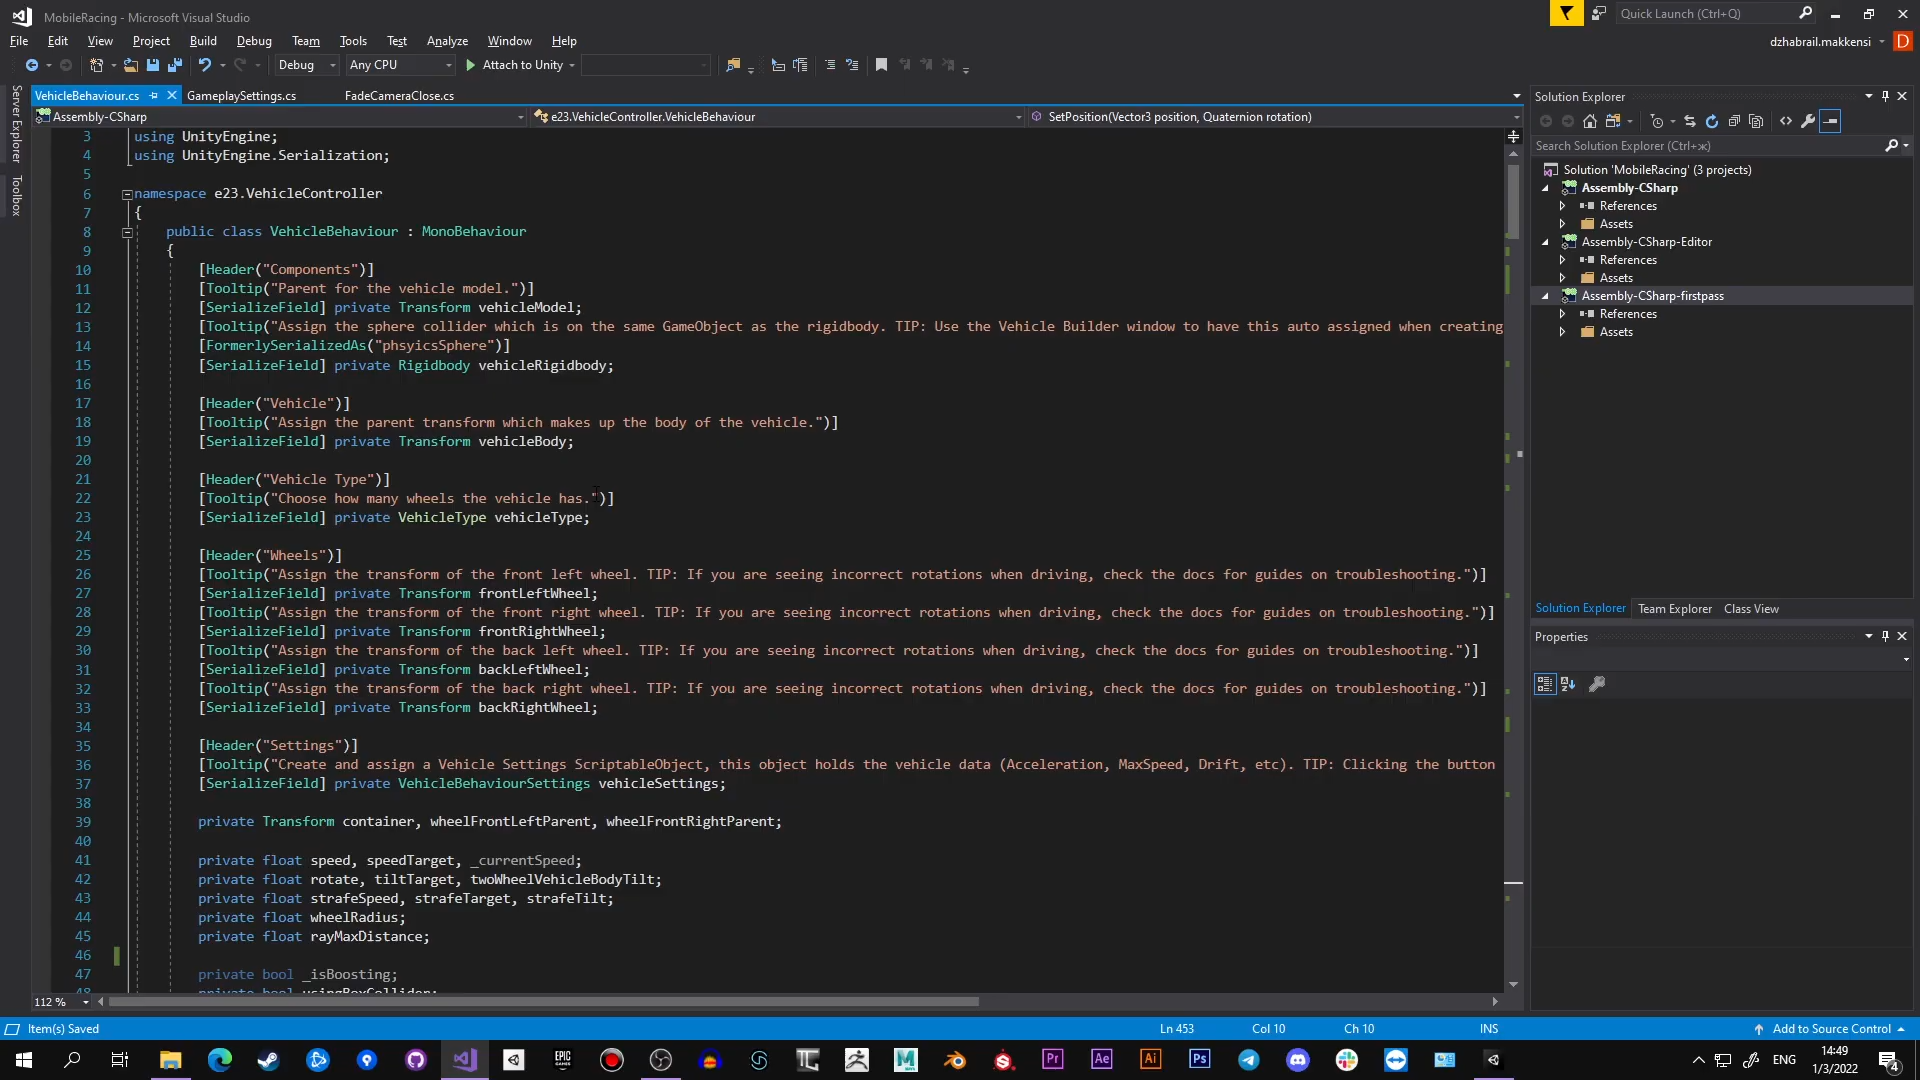 MobileRacing - Microsoft Visual Studio
Quick Launch (Ctrl+Q)
File Edit View Project Build Debug Team Tools Test Analyze Window Help
dzhabrail.makkensi D
Debug Any CPU Attach to Unity
VehicleBehaviour.cs GameplaySettings.cs FadeCameraClose.cs
Assembly-CSharp e23.VehicleController.VehicleBehaviour SetPosition(Vector3 position, Quaternion rotation)
Server Explorer
Toolbox
3 using UnityEngine;
4 using UnityEngine.Serialization;
5
6 namespace e23.VehicleController
7 {
8 public class VehicleBehaviour : MonoBehaviour
9 {
10 [Header("Components")]
11 [Tooltip("Parent for the vehicle model.")]
12 [SerializeField] private Transform vehicleModel;
13 [Tooltip("Assign the sphere collider which is on the same GameObject as the rigidbody. TIP: Use the Vehicle Builder window to have this auto assigned when creating
14 [FormerlySerializedAs("phsyicsSphere")]
15 [SerializeField] private Rigidbody vehicleRigidbody;
16
17 [Header("Vehicle")]
18 [Tooltip("Assign the parent transform which makes up the body of the vehicle.")]
19 [SerializeField] private Transform vehicleBody;
20
21 [Header("Vehicle Type")]
22 [Tooltip("Choose how many wheels the vehicle has.")]
23 [SerializeField] private VehicleType vehicleType;
24
25 [Header("Wheels")]
26 [Tooltip("Assign the transform of the front left wheel. TIP: If you are seeing incorrect rotations when driving, check the docs for guides on troubleshooting.")]
27 [SerializeField] private Transform frontLeftWheel;
28 [Tooltip("Assign the transform of the front right wheel. TIP: If you are seeing incorrect rotations when driving, check the docs for guides on troubleshooting.")]
29 [SerializeField] private Transform frontRightWheel;
30 [Tooltip("Assign the transform of the back left wheel. TIP: If you are seeing incorrect rotations when driving, check the docs for guides on troubleshooting.")]
31 [SerializeField] private Transform backLeftWheel;
32 [Tooltip("Assign the transform of the back right wheel. TIP: If you are seeing incorrect rotations when driving, check the docs for guides on troubleshooting.")]
33 [SerializeField] private Transform backRightWheel;
34
35 [Header("Settings")]
36 [Tooltip("Create and assign a Vehicle Settings ScriptableObject, this object holds the vehicle data (Acceleration, MaxSpeed, Drift, etc). TIP: Clicking the button
37 [SerializeField] private VehicleBehaviourSettings vehicleSettings;
38
39 private Transform container, wheelFrontLeftParent, wheelFrontRightParent;
40
41 private float speed, speedTarget, _currentSpeed;
42 private float rotate, tiltTarget, twoWheelVehicleBodyTilt;
43 private float strafeSpeed, strafeTarget, strafeTilt;
44 private float wheelRadius;
45 private float rayMaxDistance;
46
47 private bool _isBoosting;
48 private bool usingBoxCollider;
112 %
Solution Explorer
Search Solution Explorer (Ctrl+ж)
Solution 'MobileRacing' (3 projects)
Assembly-CSharp
References
Assets
Assembly-CSharp-Editor
References
Assets
Assembly-CSharp-firstpass
References
Assets
Solution Explorer Team Explorer Class View
Properties
Item(s) Saved Ln 453 Col 10 Ch 10 INS Add to Source Control
EPIC GAMES Pr Ae Ai Ps ENG 14:49
1/3/2022 4